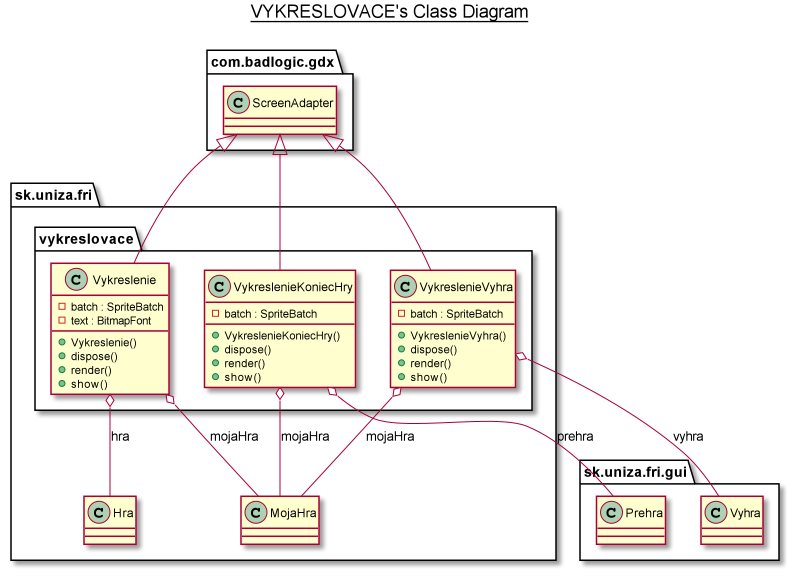 VYKRESLOVACE's Class Diagram
com.badlogic.gdx
C ScreenAdapter
sk.uniza.fri
vykreslovace
C Vykreslenie
batch : SpriteBatch
text : BitmapFont
Vykreslenie()
dispose()
render()
show()
C VykreslenieKoniecHry
batch : SpriteBatch
VykreslenieKoniecHry()
dispose()
render()
show()
C VykreslenieVyhra
batch : SpriteBatch
VykreslenieVyhra()
dispose()
render()
show()
hra
mojaHra
mojaHra
mojaHra
prehra
vyhra
sk.uniza.fri.gui
C Hra
C MojaHra
C Prehra
C Vyhra